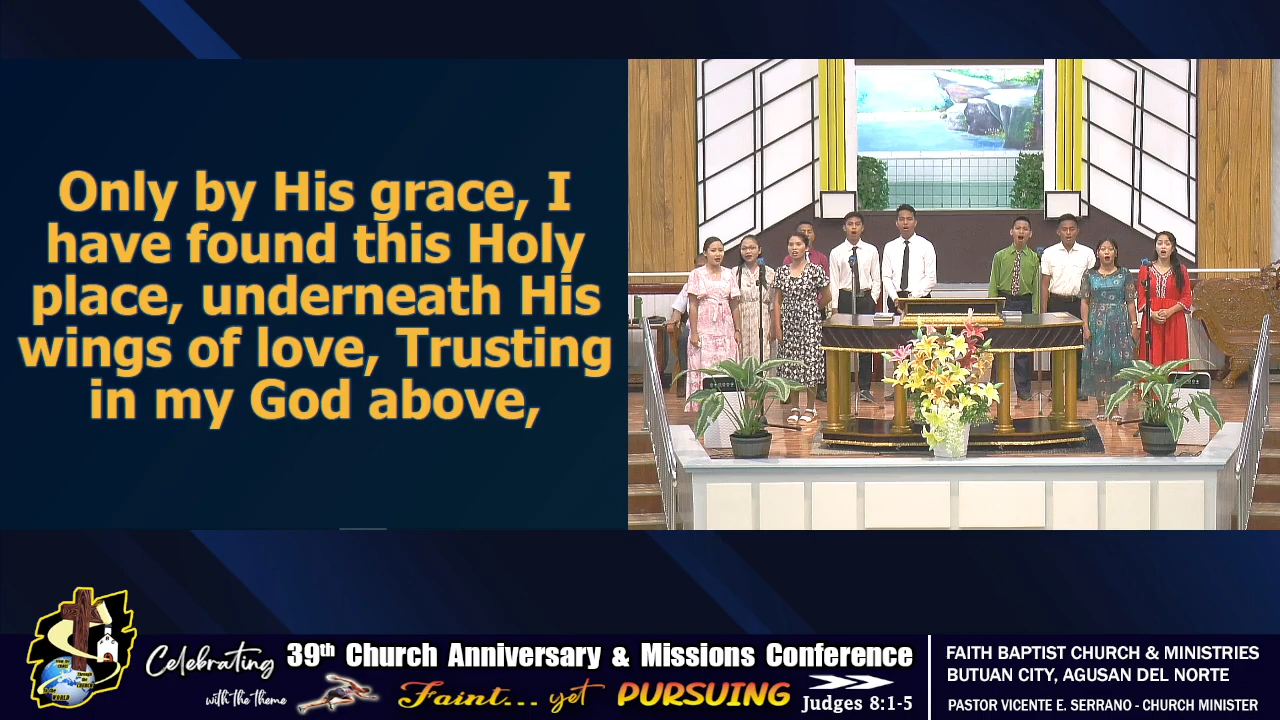 Only by His grace, I
have found this Holy
place, underneath His
wings of love, Trusting
in my God above,
Celebrating
39th Church Anniversary & Missions Conference
with the theme
Faint... yet PURSUING
Judges 8:1-5
FAITH BAPTIST CHURCH & MINISTRIES
BUTUAN CITY, AGUSAN DEL NORTE
PASTOR VICENTE E. SERRANO - CHURCH MINISTER